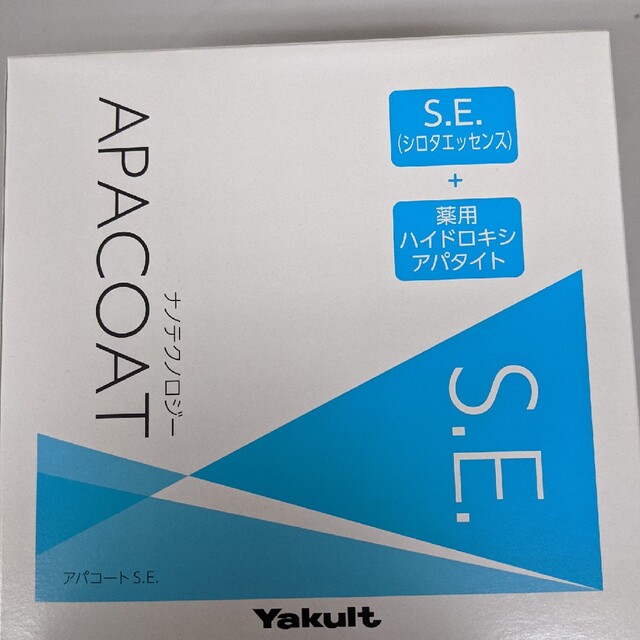 APACOAT
ナノテクノロジー
S.E.
(シロタエッセンス)
+
薬用
ハイドロキシ
アパタイト
S.E.
アパコート S.E.
Yakult